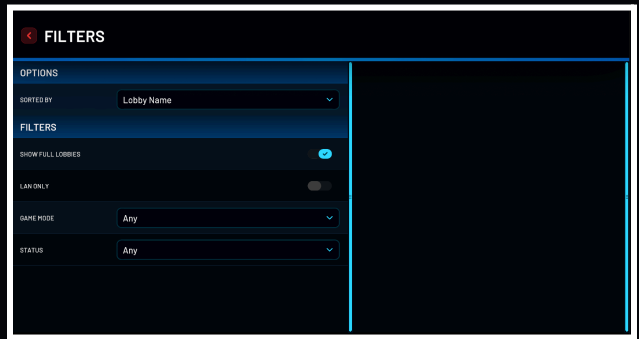 FILTERS
OPTIONS
SORTED BY
Lobby Name
FILTERS
SHOW FULL LOBBIES
LAN ONLY
GAME MODE
Any
STATUS
Any